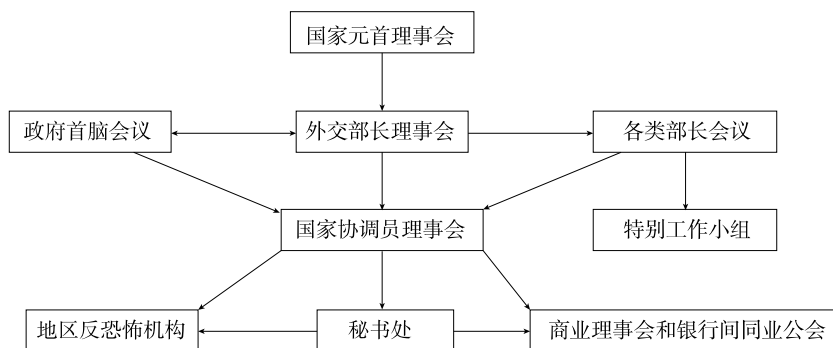 国家元首理事会
政府首脑会议
外交部长理事会
各类部长会议
国家协调员理事会
特别工作小组
地区反恐怖机构
秘书处
商业理事会和银行间同业公会